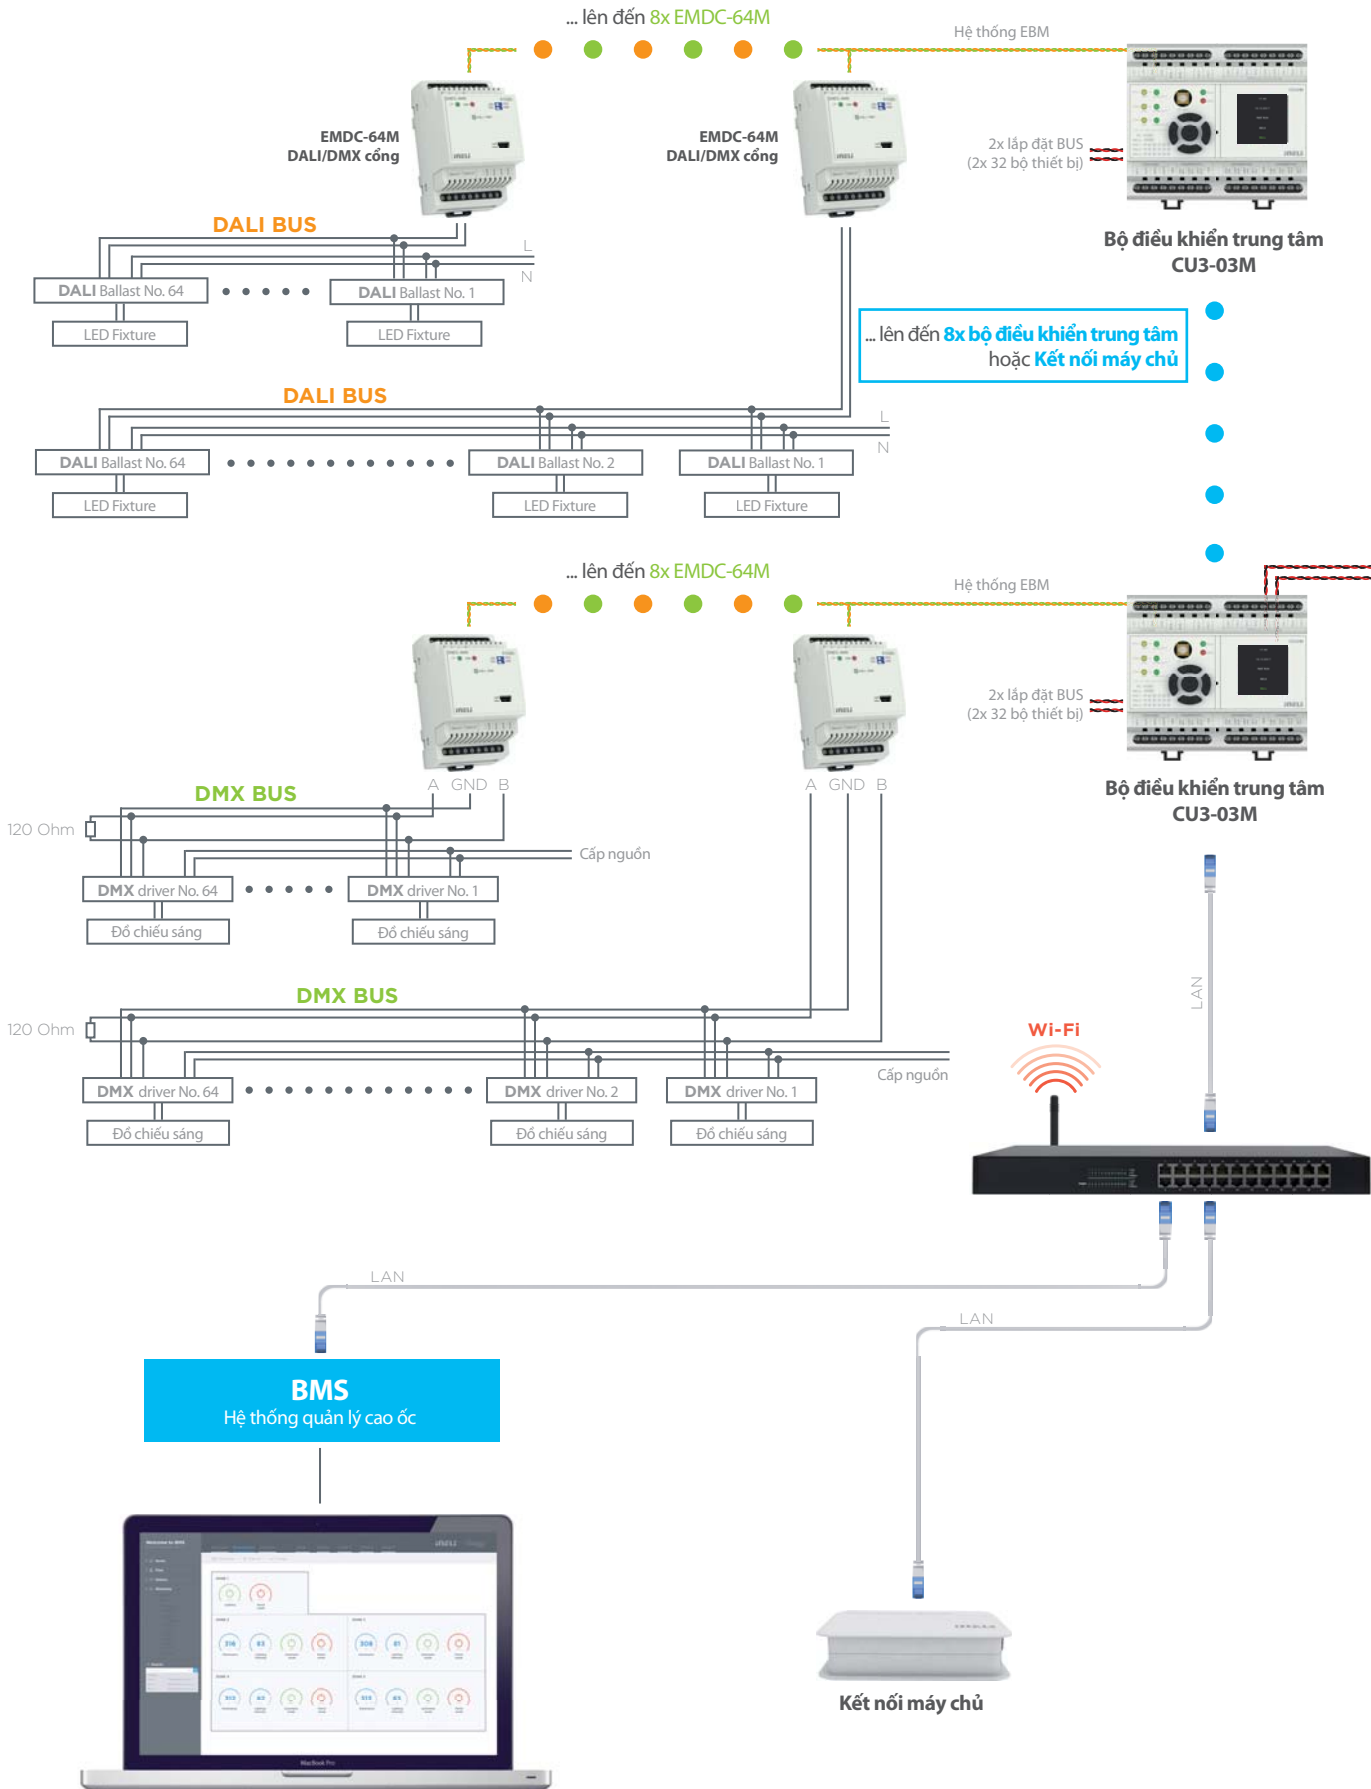 ... lên đến 8x EMDC-64M
Hệ thống EBM
EMDC-64M
DALI/DMX cổng
EMDC-64M
DALI/DMX cổng
2x lắp đặt BUS
(2x 32 bộ thiết bị)
Bộ điều khiển trung tâm
CU3-03M
DALI BUS
L
N
DALI Ballast No. 64
DALI Ballast No. 1
LED Fixture
LED Fixture
... lên đến 8x bộ điều khiển trung tâm
hoặc Kết nối máy chủ
DALI BUS
L
N
DALI Ballast No. 64
DALI Ballast No. 2
DALI Ballast No. 1
LED Fixture
LED Fixture
LED Fixture
... lên đến 8x EMDC-64M
Hệ thống EBM
2x lắp đặt BUS
(2x 32 bộ thiết bị)
Bộ điều khiển trung tâm
CU3-03M
A GND B
A GND B
DMX BUS
120 Ohm
Cấp nguồn
DMX driver No. 64
DMX driver No. 1
Đồ chiếu sáng
Đồ chiếu sáng
LAN
DMX BUS
120 Ohm
Wi-Fi
Cấp nguồn
DMX driver No. 64
DMX driver No. 2
DMX driver No. 1
Đồ chiếu sáng
Đồ chiếu sáng
Đồ chiếu sáng
LAN
LAN
BMS
Hệ thống quản lý cao ốc
Welcome to BMS
MacBook Pro
Kết nối máy chủ